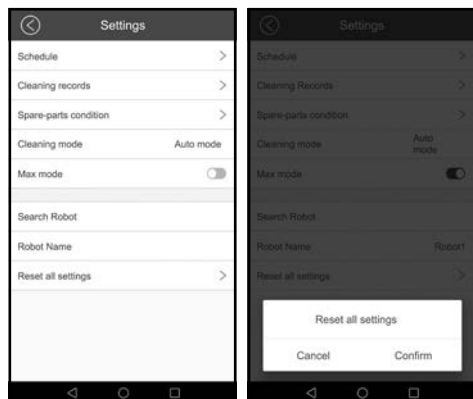 Settings
Schedule
Cleaning records
Spare-parts condition
Cleaning mode Auto mode
Max mode
Search Robot
Robot Name
Reset all settings
Settings
Schedule
Cleaning Records
Spare-parts condition
Cleaning mode Auto
mode
Max mode
Search Robot
Robot Name Robot1
Reset all settings
Reset all settings
Cancel Confirm